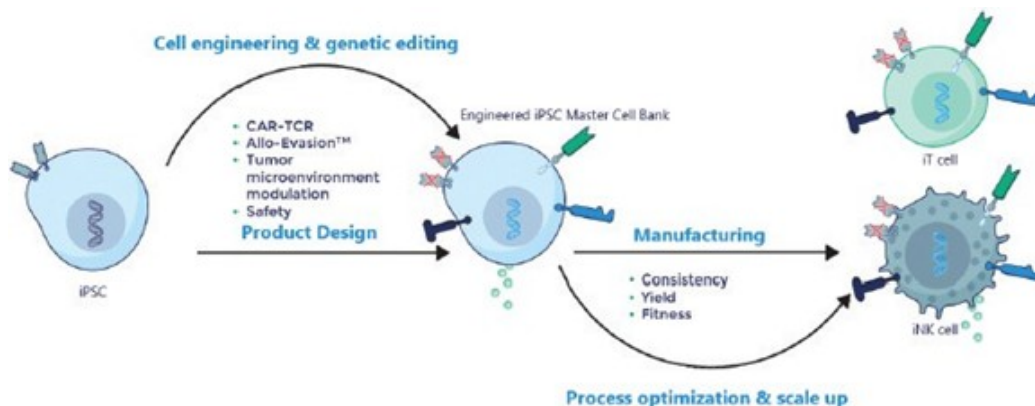 Cell engineering & genetic editing
• CAR-TCR
• Allo-Evasion™
• Tumor
microenvironment
modulation
• Safety
Product Design
iPSC
Engineered iPSC Master Cell Bank
Manufacturing
• Consistency
• Yield
• Fitness
Process optimization & scale up
iT cell
iNK cell